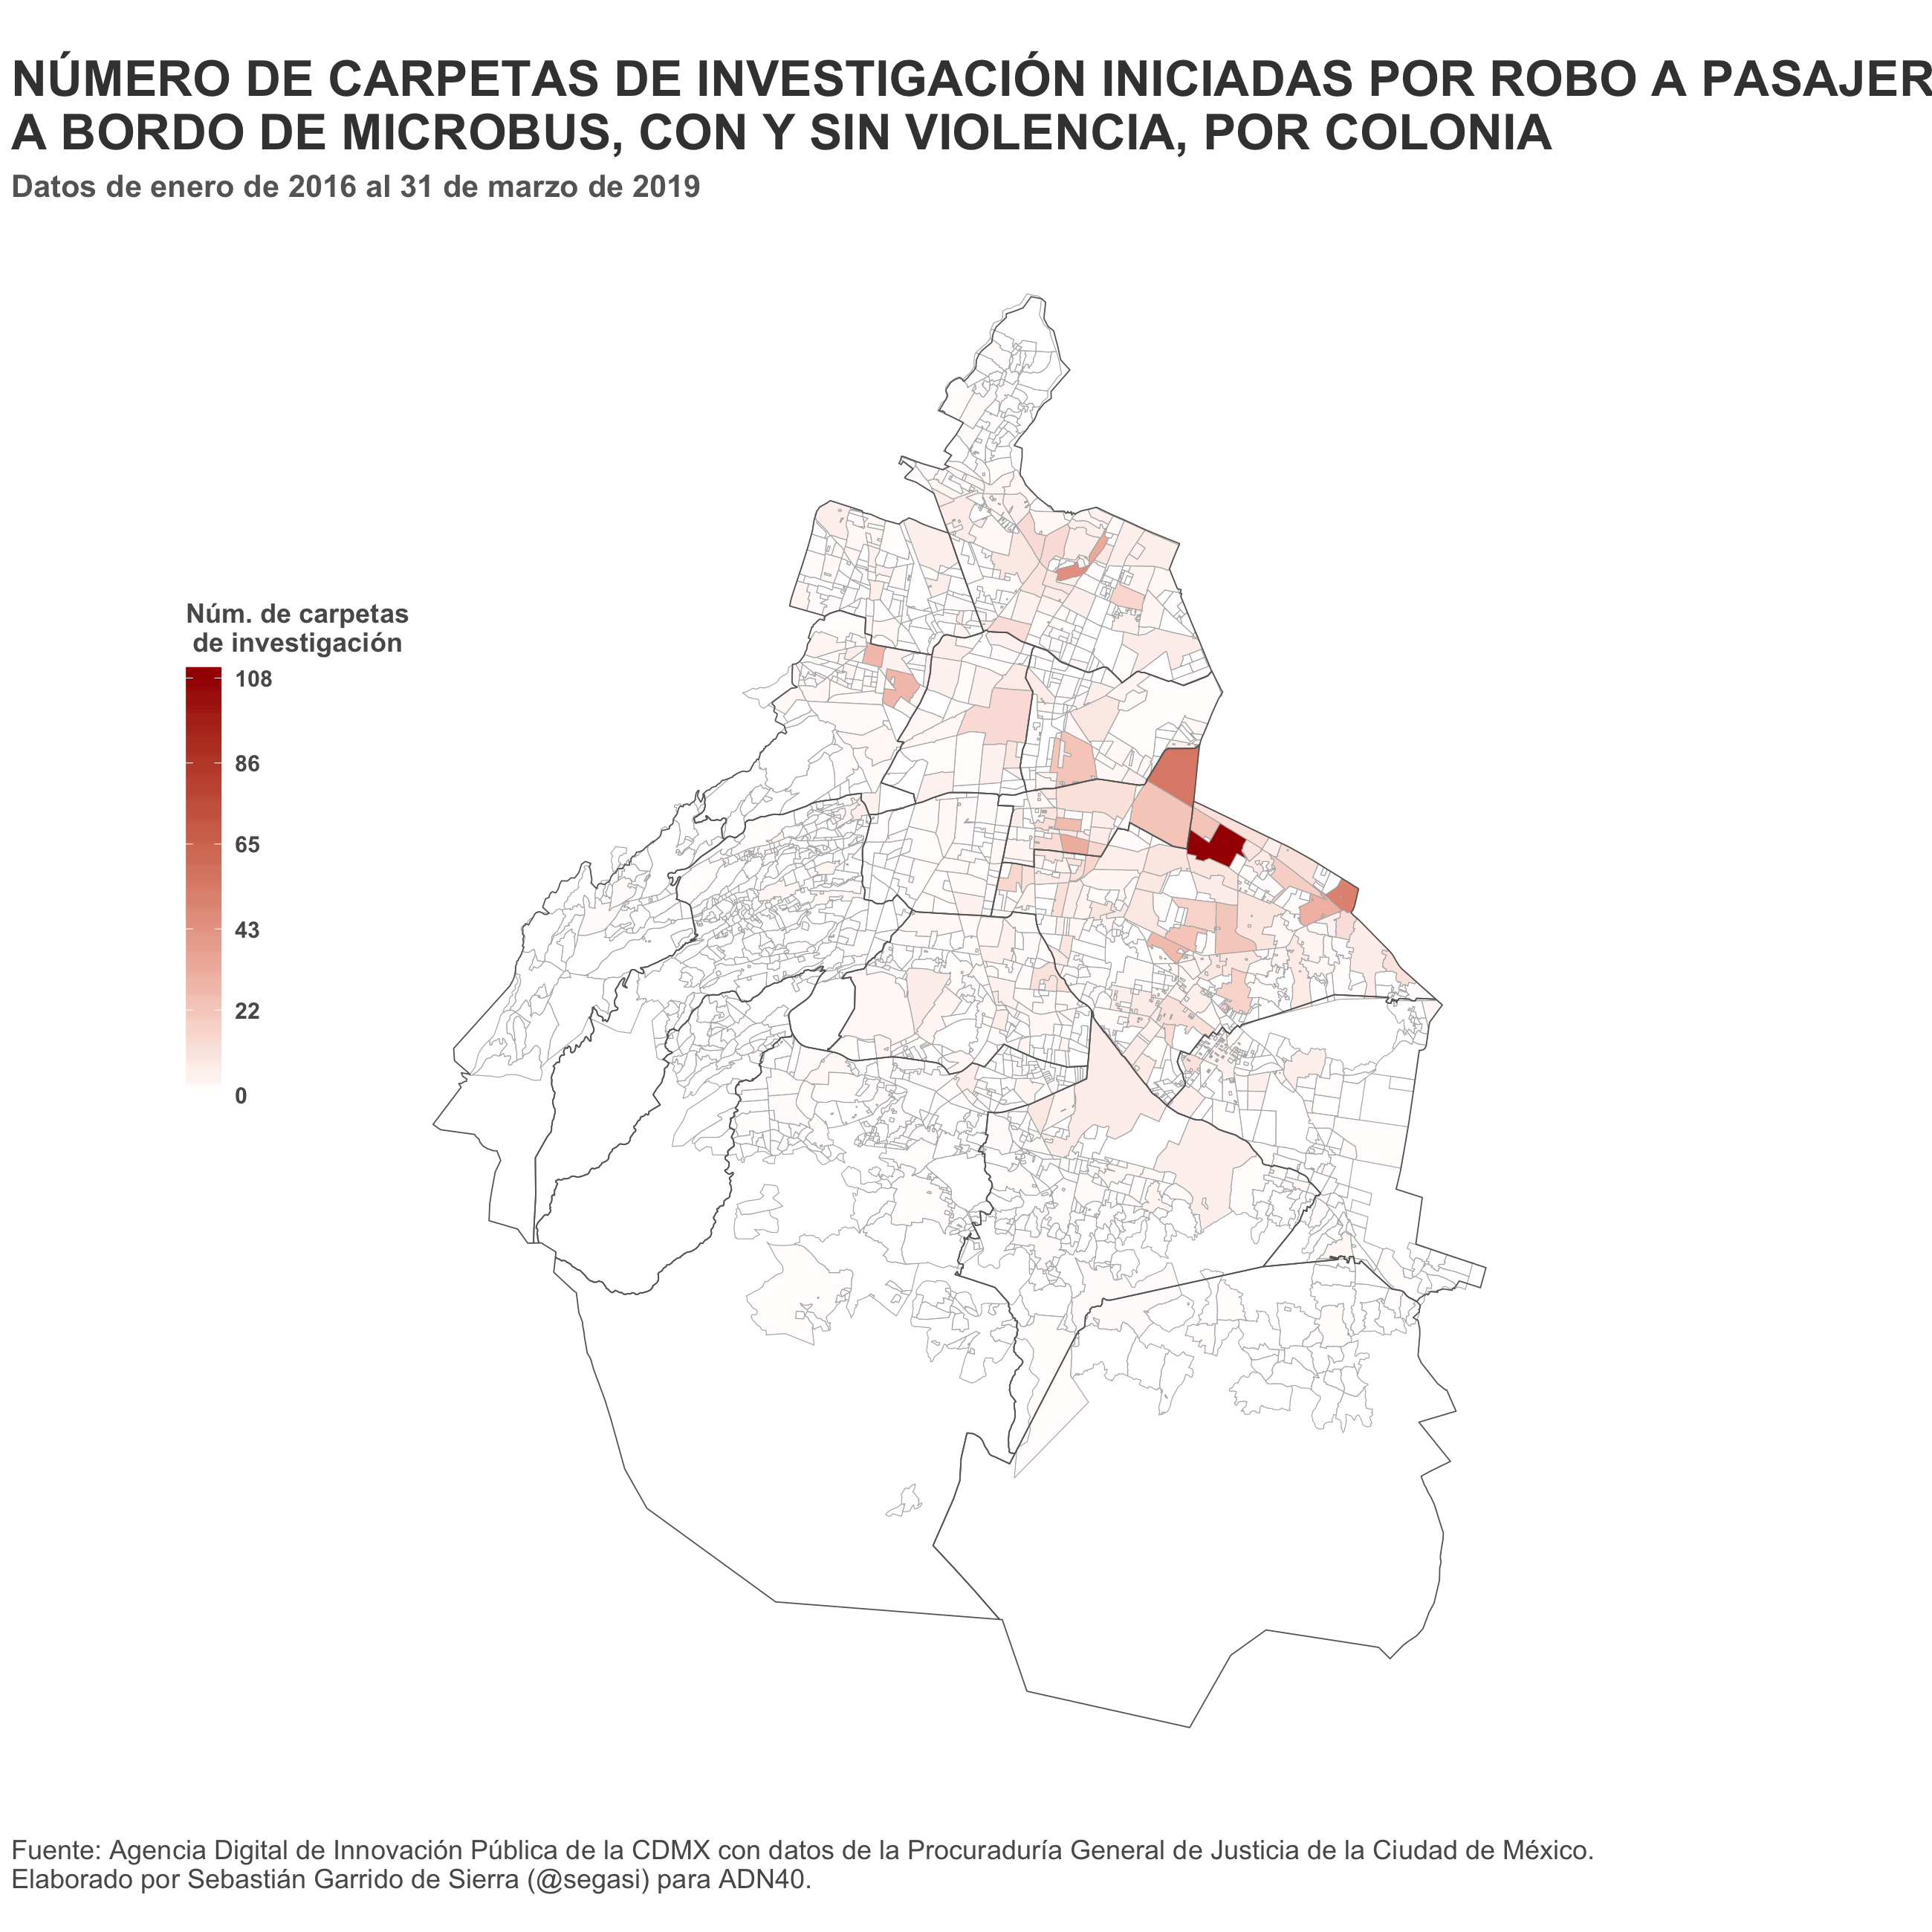 NÚMERO DE CARPETAS DE INVESTIGACIÓN INICIADAS POR ROBO A PASAJER
A BORDO DE MICROBUS, CON Y SIN VIOLENCIA, POR COLONIA
Datos de enero de 2016 al 31 de marzo de 2019
Núm. de carpetas
de investigación
108
86
65
43
22
0
Fuente: Agencia Digital de Innovación Pública de la CDMX con datos de la Procuraduría General de Justicia de la Ciudad de México.
Elaborado por Sebastián Garrido de Sierra (@segasi) para ADN40.